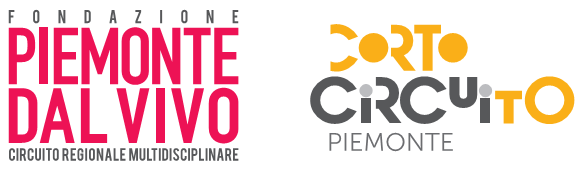 FONDAZIONE
PIEMONTE
DAL VIVO
CIRCUITO REGIONALE MULTIDISCIPLINARE
CORTO
CiRCuiTO
PIEMONTE